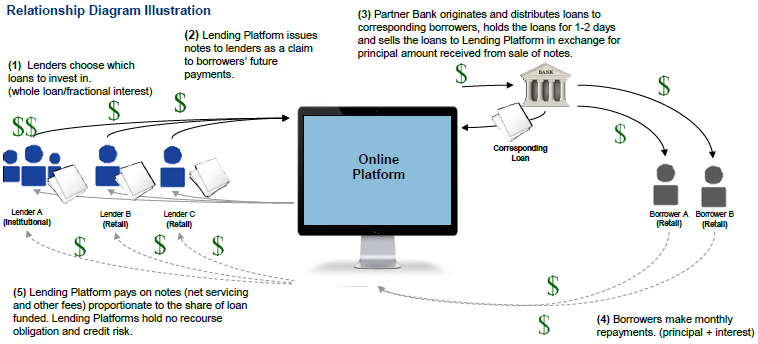 Relationship Diagram Illustration
(1) Lenders choose which
loans to invest in.
(whole loan/fractional interest)
(2) Lending Platform issues
notes to lenders as a claim
to borrowers' future
payments.
(3) Partner Bank originates and distributes loans to
corresponding borrowers, holds the loans for 1-2 days
and sells the loans to Lending Platform in exchange for
principal amount received from sale of notes.
$$
$
$
$
BANK
$
$
Corresponding
Loan
Online
Platform
Lender A
(Institutional)
Lender B
(Retail)
Lender C
(Retail)
Borrower A
(Retail)
Borrower B
(Retail)
$
$
$
(5) Lending Platform pays on notes (net servicing
and other fees) proportionate to the share of loan
funded. Lending Platforms hold no recourse
obligation and credit risk.
$
$
(4) Borrowers make monthly
repayments. (principal + interest)